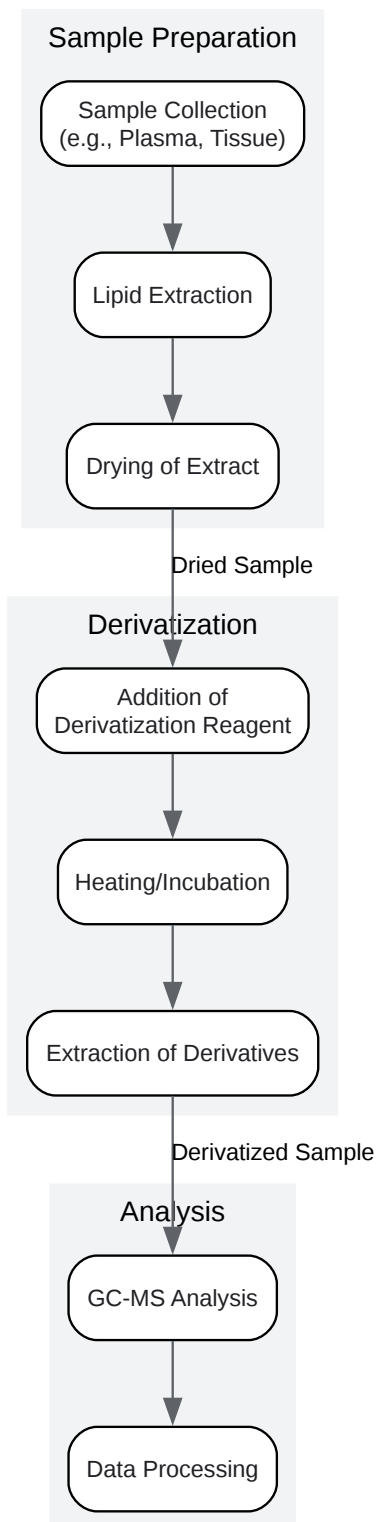 Sample Preparation
Sample Collection
(e.g., Plasma, Tissue)
Lipid Extraction
Drying of Extract
Dried Sample
Derivatization
Addition of
Derivatization Reagent
Heating/Incubation
Extraction of Derivatives
Derivatized Sample
Analysis
GC-MS Analysis
Data Processing